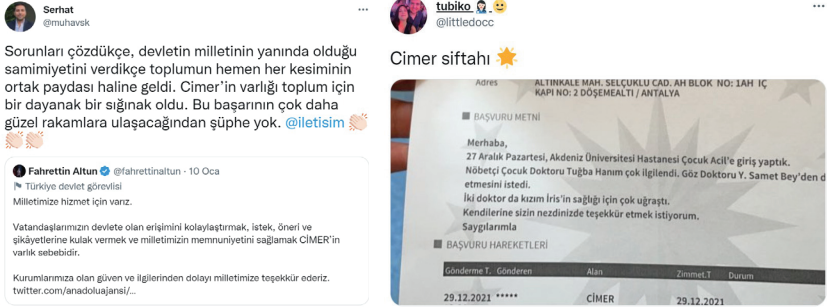 Serhat
@muhavsk
Sorunları çözdükçe, devletin milletinin yanında olduğu
samimiyetini verdikçe toplumun hemen her kesiminin
ortak paydası haline geldi. Cimer'in varlığı toplum için
bir dayanak bir sığınak oldu. Bu başarının çok daha
güzel rakamlara ulaşacağından şüphe yok. @iletisim 👏🏻
👏🏻👏🏻
Fahrettin Altun @fahrettinaltun · 10 Oca
Türkiye devlet görevlisi
Milletimize hizmet için varız.
Vatandaşlarımızın devlete olan erişimini kolaylaştırmak, istek, öneri ve
şikâyetlerine kulak vermek ve milletimizin memnuniyetini sağlamak CİMER'in
varlık sebebidir.
Kurumlarımıza olan güven ve ilgilerinden dolayı milletimize teşekkür ederiz.
twitter.com/anadoluajansi/...
tubiko
@littledocc
Cimer siftahı 🌟
Adres ALTINKALE MAH. SELÇUKLU CAD. AH BLOK NO: 1AH İÇ
KAPI NO: 2 DÖŞEMEALTI / ANTALYA
BAŞVURU METNİ
Merhaba,
27 Aralık Pazartesi, Akdeniz Üniversitesi Hastanesi Çocuk Acil'e giriş yaptık.
Nöbetçi Çocuk Doktoru Tuğba Hanım çok ilgilendi. Göz Doktoru Y. Samet Bey'den d
etmesini istedi.
İki doktor da kızım İris'in sağlığı için çok uğraştı.
Kendilerine sizin nezdinizde teşekkür etmek istiyorum.
Saygılarımla
BAŞVURU HAREKETLERİ
Gönderme T. Gönderen Alan Zimmet.T Durum
29.12.2021 ***** CİMER 29.12.2021